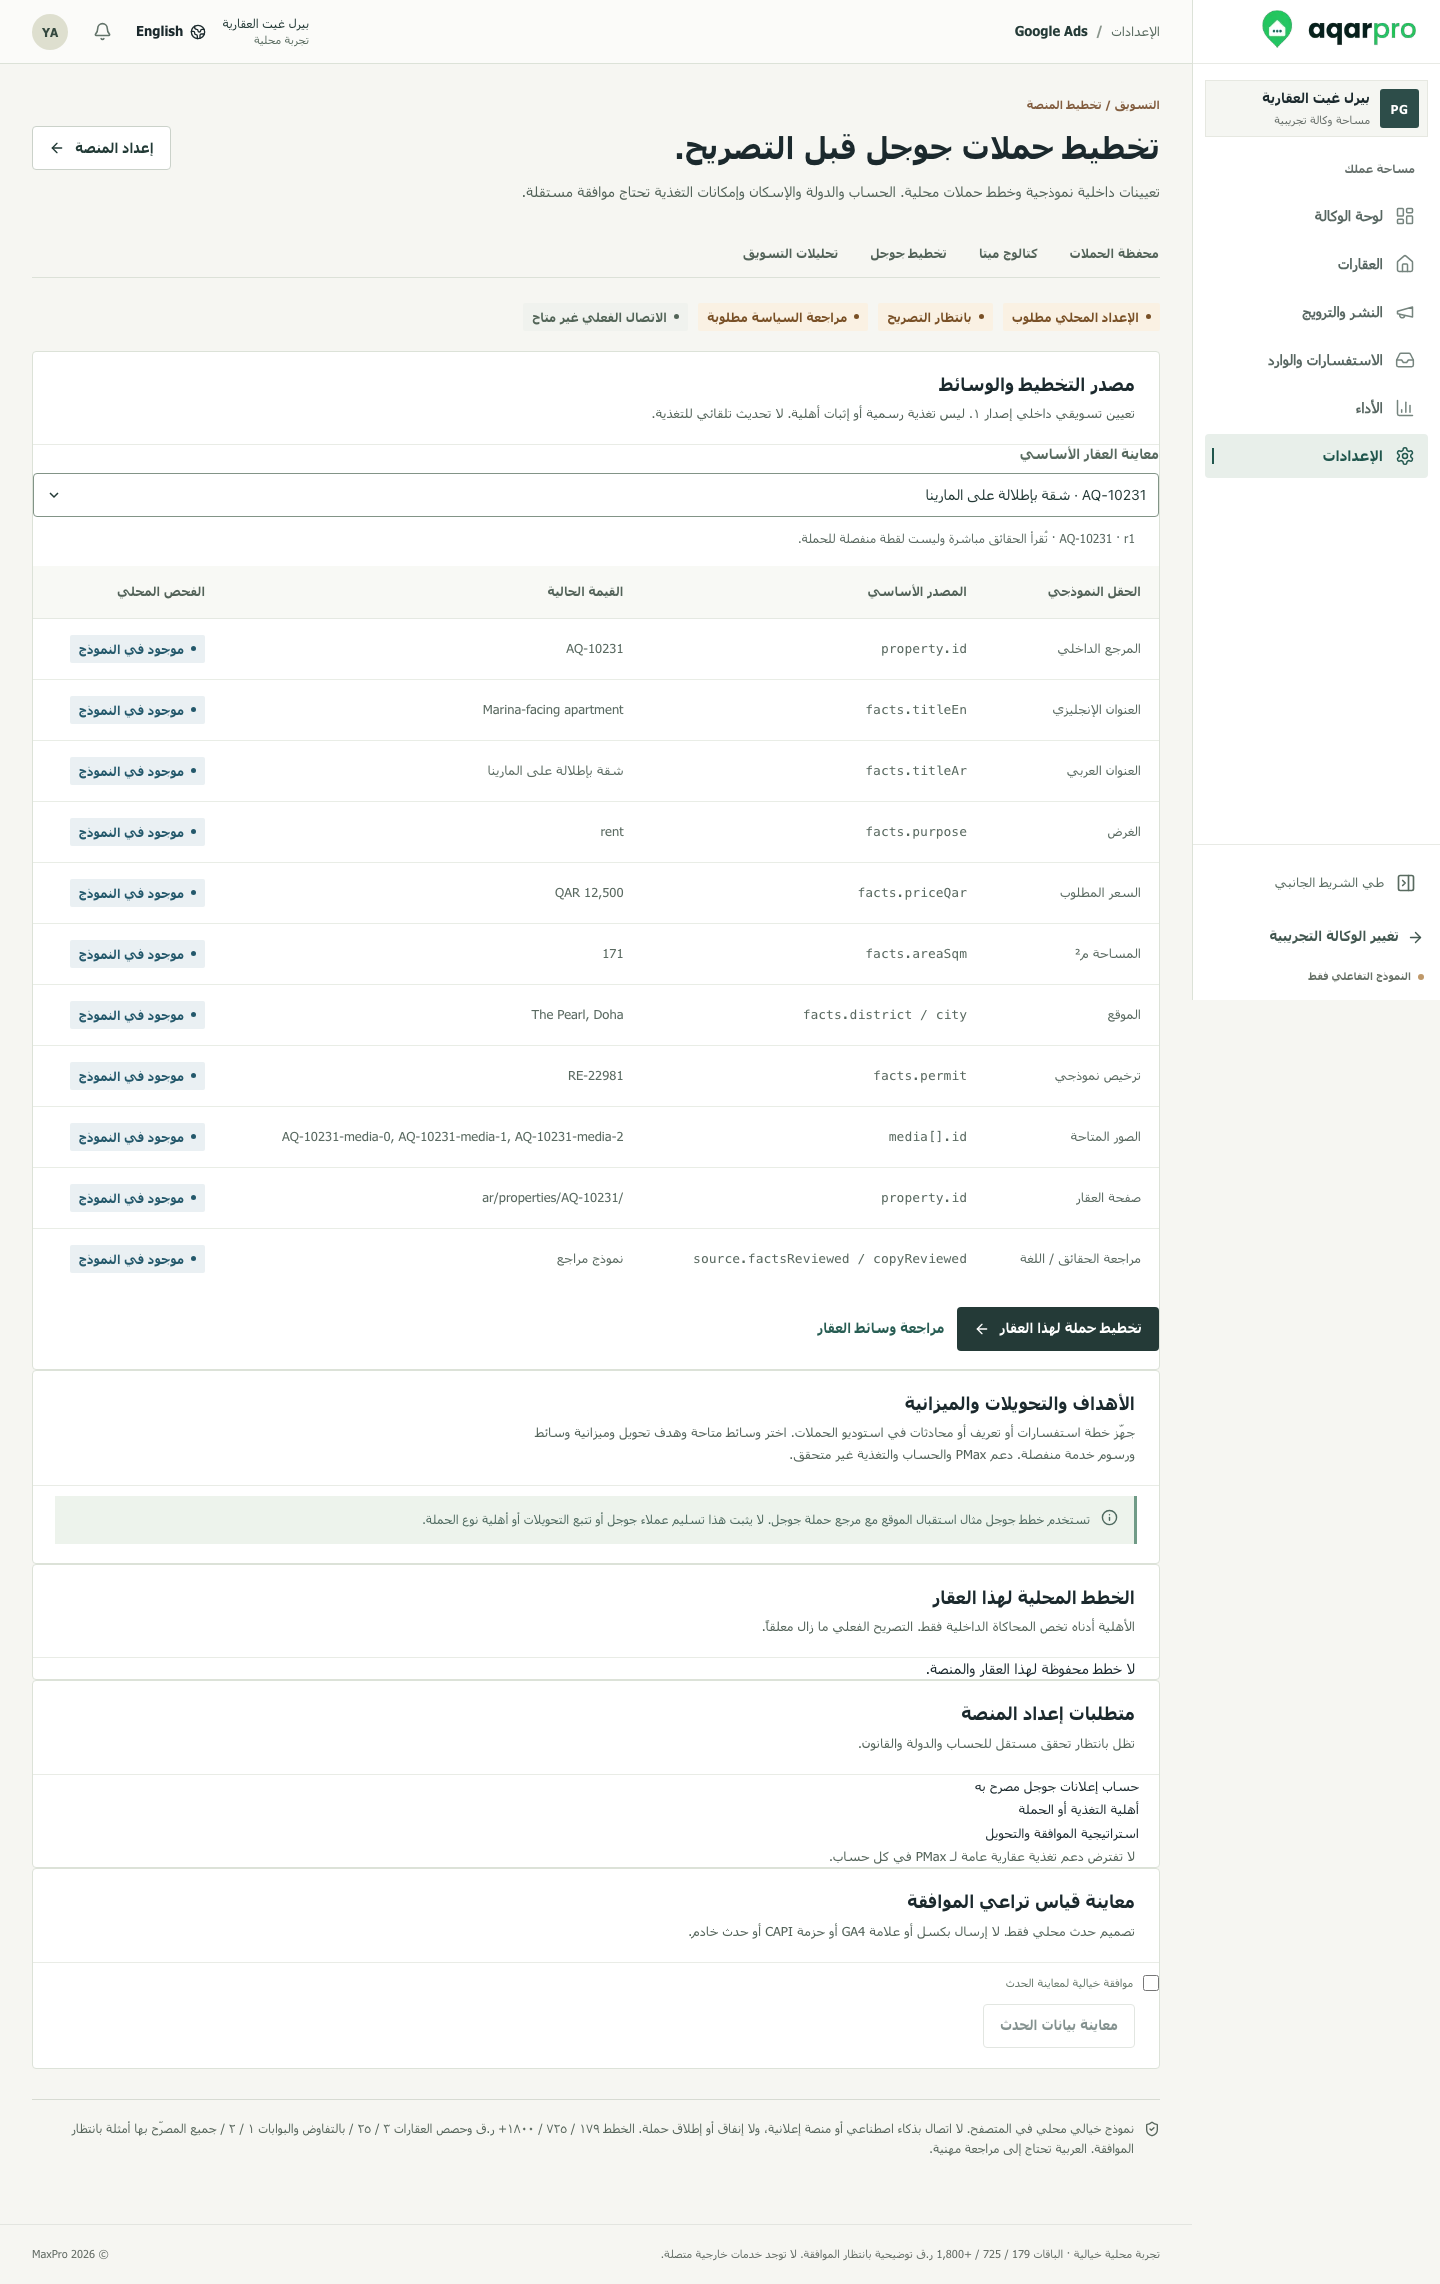 aqarpro
الإعدادات / Google Ads
بيرل غيت العقارية
تجربة محلية
English
YA
PG
بيرل غيت العقارية
مساحة وكالة تجريبية
مساحة عملك
لوحة الوكالة
العقارات
النشر والترويج
الاستفسارات والوارد
الأداء
الإعدادات
طي الشريط الجانبي
تغيير الوكالة التجريبية
النموذج التفاعلي فقط
التسويق / تخطيط المنصة
تخطيط حملات جوجل قبل التصريح.
إعداد المنصة
تعيينات داخلية نموذجية وخطط حملات محلية. الحساب والدولة والإسكان وإمكانات التغذية تحتاج موافقة مستقلة.
محفظة الحملات
كتالوج ميتا
تخطيط جوجل
تحليلات التسويق
الإعداد المحلي مطلوب
بانتظار التصريح
مراجعة السياسة مطلوبة
الاتصال الفعلي غير متاح
مصدر التخطيط والوسائط
تعيين تسويقي داخلي إصدار ١. ليس تغذية رسمية أو إثبات أهلية. لا تحديث تلقائي للتغذية.
معاينة العقار الأساسي
AQ-10231 · شقة بإطلالة على المارينا
AQ-10231 · r1 · تُقرأ الحقائق مباشرة وليست لقطة منفصلة للحملة.
الحقل النموذجي المصدر الأساسي القيمة الحالية الفحص المحلي
المرجع الداخلي property.id AQ-10231 موجود في النموذج
العنوان الإنجليزي facts.titleEn Marina-facing apartment موجود في النموذج
العنوان العربي facts.titleAr شقة بإطلالة على المارينا موجود في النموذج
الغرض facts.purpose rent موجود في النموذج
السعر المطلوب facts.priceQar QAR 12,500 موجود في النموذج
المساحة م² facts.areaSqm 171 موجود في النموذج
الموقع facts.district / city The Pearl, Doha موجود في النموذج
ترخيص نموذجي facts.permit RE-22981 موجود في النموذج
الصور المتاحة media[].id AQ-10231-media-0, AQ-10231-media-1, AQ-10231-media-2 موجود في النموذج
صفحة العقار property.id ar/properties/AQ-10231/ موجود في النموذج
مراجعة الحقائق / اللغة source.factsReviewed / copyReviewed نموذج مراجع موجود في النموذج
تخطيط حملة لهذا العقار
مراجعة وسائط العقار
الأهداف والتحويلات والميزانية
جهّز خطة استفسارات أو تعريف أو محادثات في استوديو الحملات. اختر وسائط متاحة وهدف تحويل وميزانية وسائط
ورسوم خدمة منفصلة. دعم PMax والحساب والتغذية غير متحقق.
تستخدم خطط جوجل مثال استقبال الموقع مع مرجع حملة جوجل. لا يثبت هذا تسليم عملاء جوجل أو تتبع التحويلات أو أهلية نوع الحملة.
الخطط المحلية لهذا العقار
الأهلية أدناه تخص المحاكاة الداخلية فقط. التصريح الفعلي ما زال معلقاً.
لا خطط محفوظة لهذا العقار والمنصة.
متطلبات إعداد المنصة
تظل بانتظار تحقق مستقل للحساب والدولة والقانون.
حساب إعلانات جوجل مصرح به
أهلية التغذية أو الحملة
استراتيجية الموافقة والتحويل
لا تفترض دعم تغذية عقارية عامة لـ PMax في كل حساب.
معاينة قياس تراعي الموافقة
تصميم حدث محلي فقط. لا إرسال بكسل أو علامة GA4 أو حزمة CAPI أو حدث خادم.
موافقة خيالية لمعاينة الحدث
معاينة بيانات الحدث
نموذج خيالي محلي في المتصفح. لا اتصال بذكاء اصطناعي أو منصة إعلانية، ولا إنفاق أو إطلاق حملة. الخطط ١٧٩ / ٧٢٥ / ١٨٠٠+ ر.ق وحصص العقارات ٣ / ٢٥ / بالتفاوض والبوابات ١ / ٢ / جميع المصرّح بها أمثلة بانتظار
الموافقة. العربية تحتاج إلى مراجعة مهنية.
تجربة محلية خيالية · الباقات 179 / 725 / +1,800 ر.ق توضيحية بانتظار الموافقة. لا توجد خدمات خارجية متصلة.
© MaxPro 2026